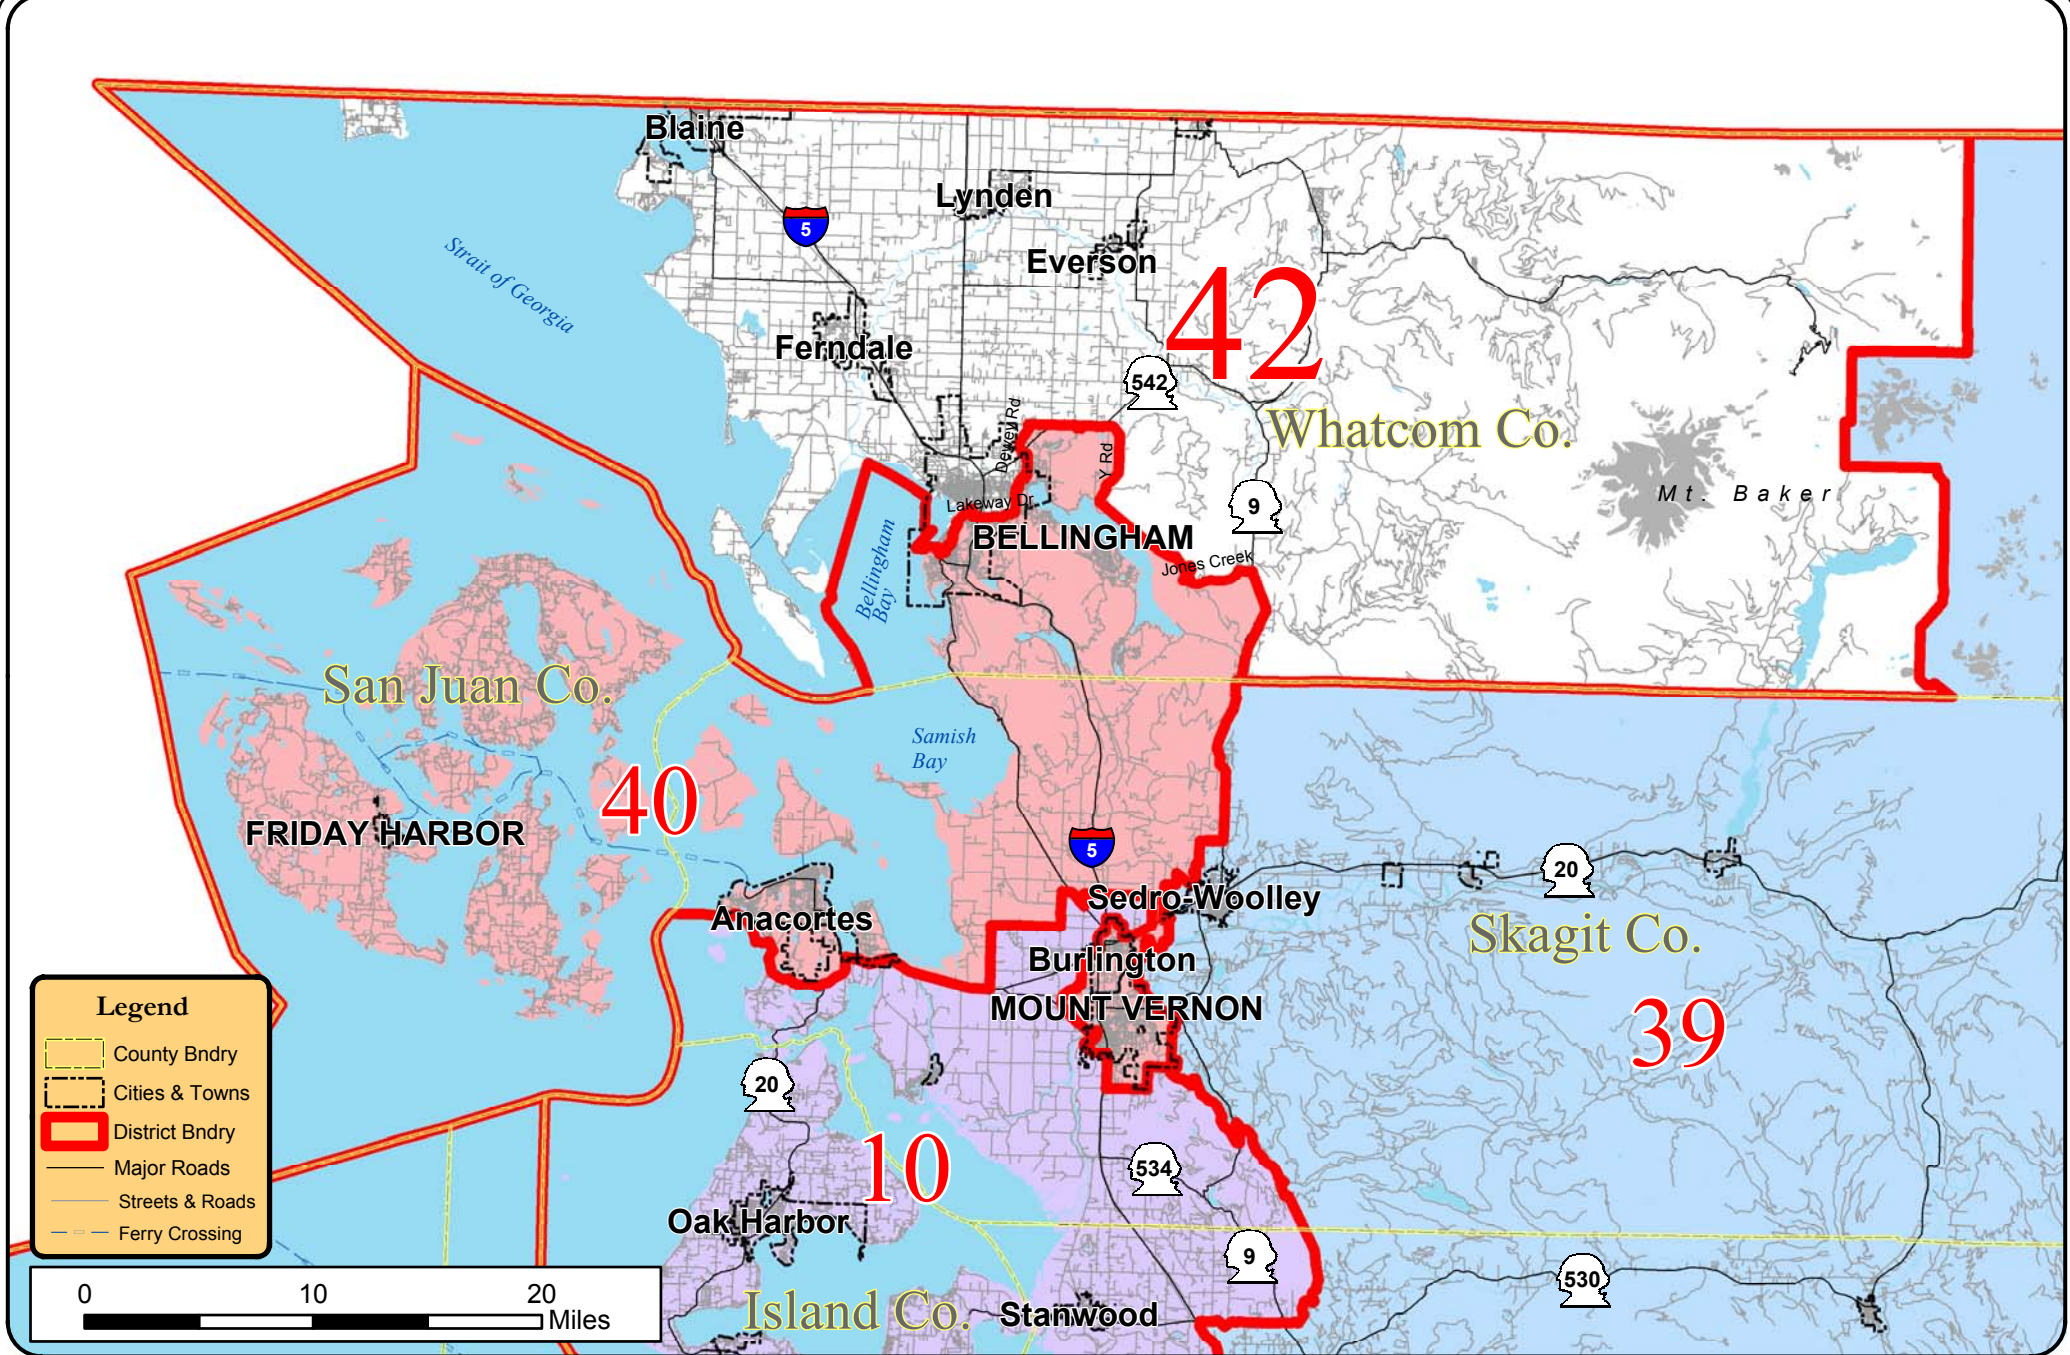 Blaine
Lynden
5
Everson
Strait of Georgia
42
Ferndale
542
Dewey Rd
Whatcom Co.
Y Rd
Mt. Baker
Lakeway Dr
9
BELLINGHAM
Bellingham
Bay
Jones Creek
San Juan Co.
Samish
Bay
40
FRIDAY HARBOR
5
20
Sedro-Woolley
Anacortes
Skagit Co.
Burlington
MOUNT VERNON
39
Legend
County Bndry
Cities & Towns
District Bndry
Major Roads
Streets & Roads
Ferry Crossing
20
10
534
Oak Harbor
9
530
0 10 20
Miles
Island Co.
Stanwood